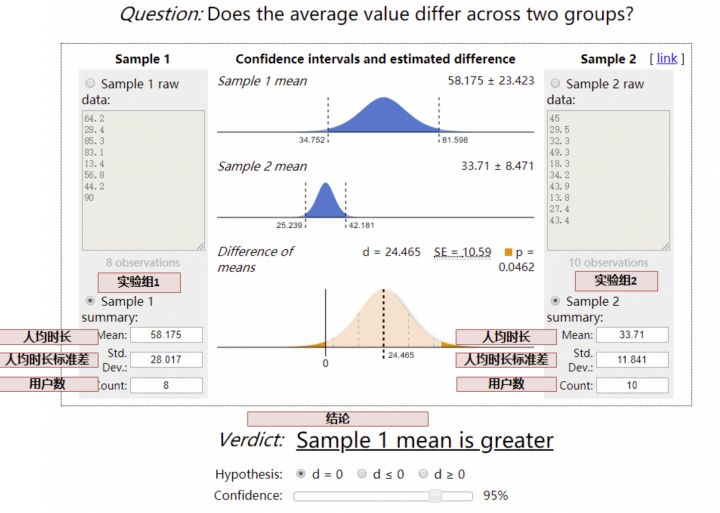 Question: Does the average value differ across two groups?
Sample 1
Confidence intervals and estimated difference
Sample 2 [ link ]
Sample 1 raw
data:
64.2
28.4
85.3
83.1
13.4
56.8
44.2
90
8 observations
实验组1
Sample 1
summary:
人均时长 Mean: 58.175
人均时长标准差 Std.
Dev.: 28.017
用户数 Count: 8
Sample 1 mean 58.175 ± 23.423
34.752 81.598
Sample 2 mean 33.71 ± 8.471
25.239 42.181
Difference of
means
d = 24.465 SE = 10.59 p =
0.0462
24.465
0
Sample 2 raw
data:
45
29.5
32.3
49.3
18.3
34.2
43.9
13.8
27.4
43.4
10 observations
实验组2
Sample 2
summary:
人均时长 Mean: 33.71
人均时长标准差 Std.
Dev.: 11.841
用户数 Count: 10
结论
Verdict: Sample 1 mean is greater
Hypothesis: d = 0 d ≤ 0 d ≥ 0
Confidence: 95%